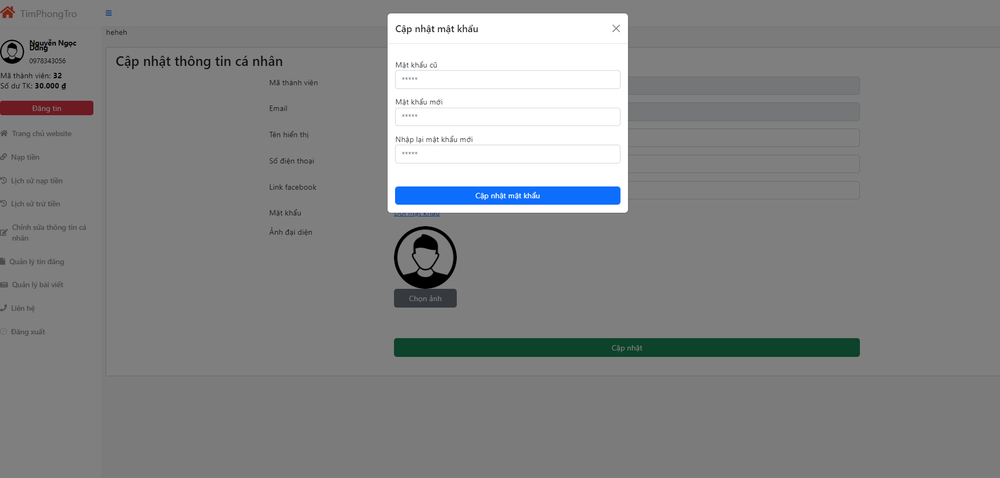 TimPhongTro
heheh
Nguyễn Ngọc
Dũng
0978343056
Mã thành viên: 32
Số dư TK: 30.000 ₫
Đăng tin
Trang chủ website
Nạp tiền
Lịch sử nạp tiền
Lịch sử trừ tiền
Chỉnh sửa thông tin cá
nhân
Quản lý tin đăng
Quản lý bài viết
Liên hệ
Đăng xuất
Cập nhật thông tin cá nhân
Mã thành viên
Email
Tên hiển thị
Số điện thoại
Link facebook
Mật khẩu
Đổi mật khẩu
Ảnh đại diện
Chọn ảnh
Cập nhật
Cập nhật mật khẩu
Mật khẩu cũ
*****
Mật khẩu mới
*****
Nhập lại mật khẩu mới
*****
Cập nhật mật khẩu